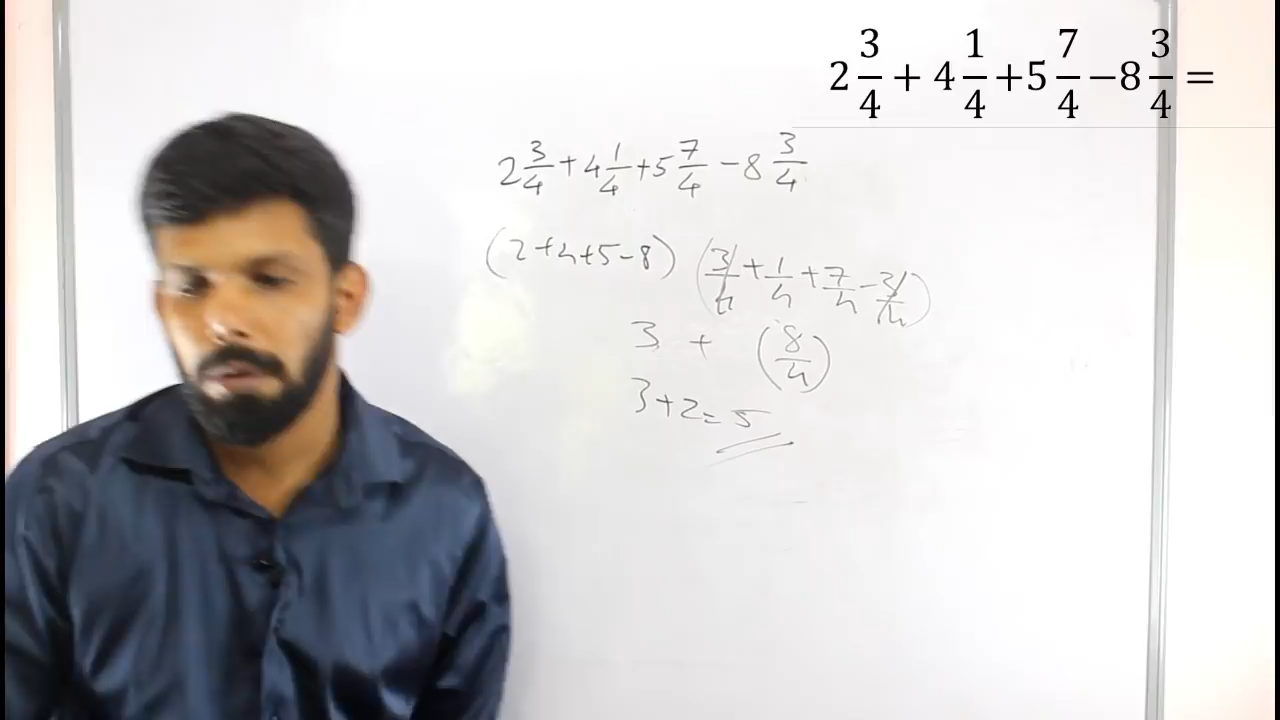 2 3/4 + 4 1/4 + 5 7/4 − 8 3/4 =
2 3/4 + 4 1/4 + 5 7/4 − 8 3/4
(2+4+5−8) (3/4 + 1/4 + 7/4 − 3/4)
3 + (8/4)
3+2=5